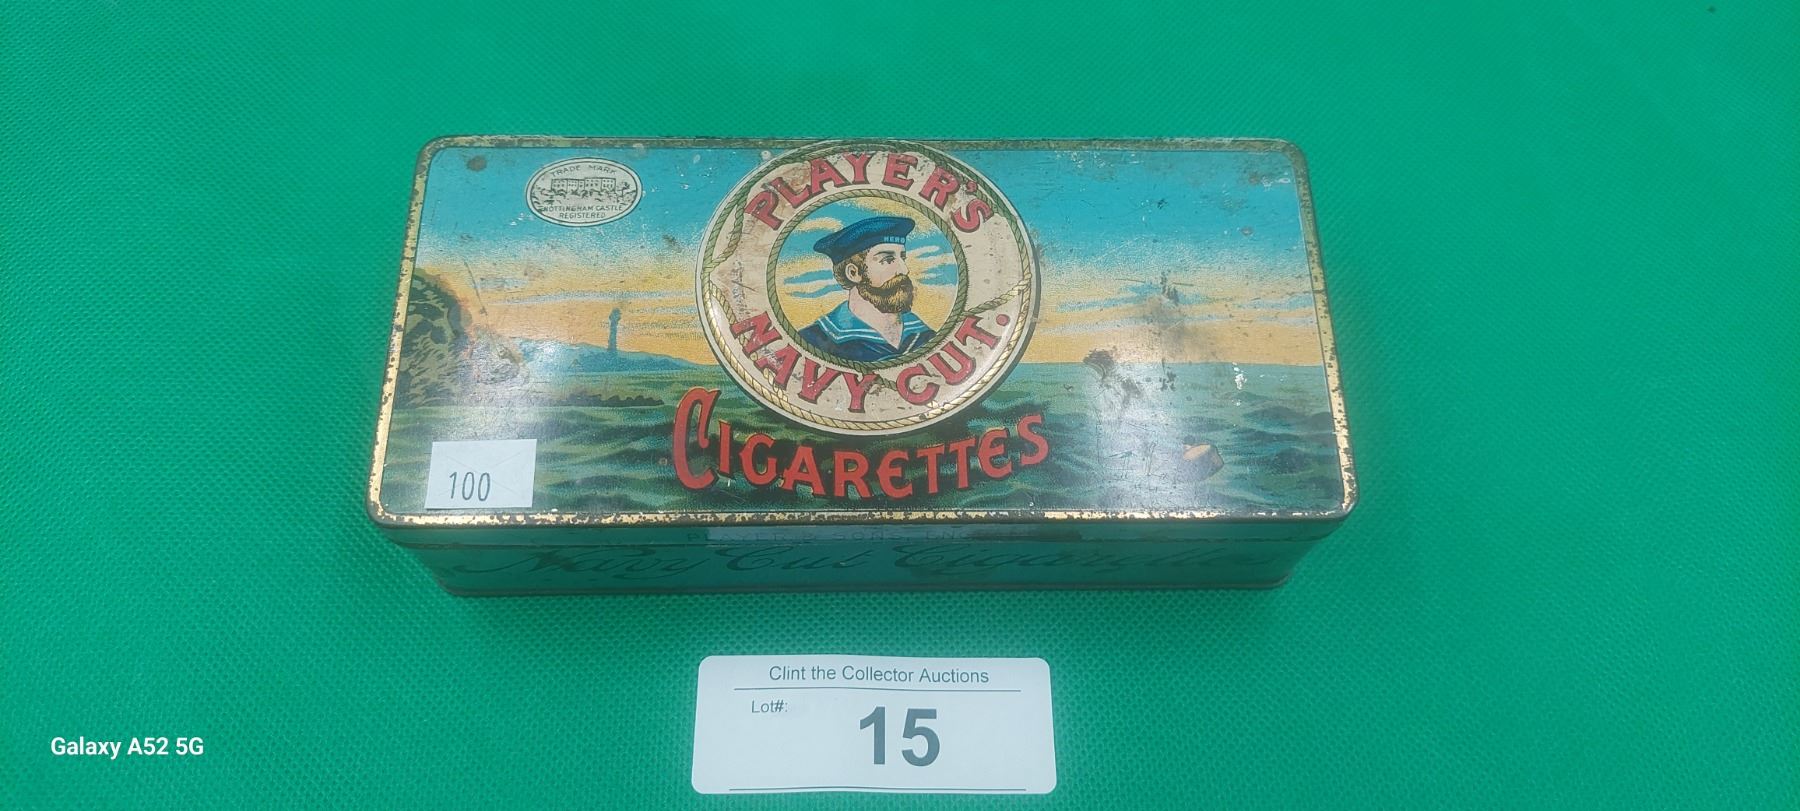 TRADE MARK
NOTTINGHAM CASTLE
REGISTERED
PLAYER'S
HERO
NAVY CUT.
CIGARETTES
100
Navy Cut Cigarettes
Clint the Collector Auctions
Lot#:
15
Galaxy A52 5G